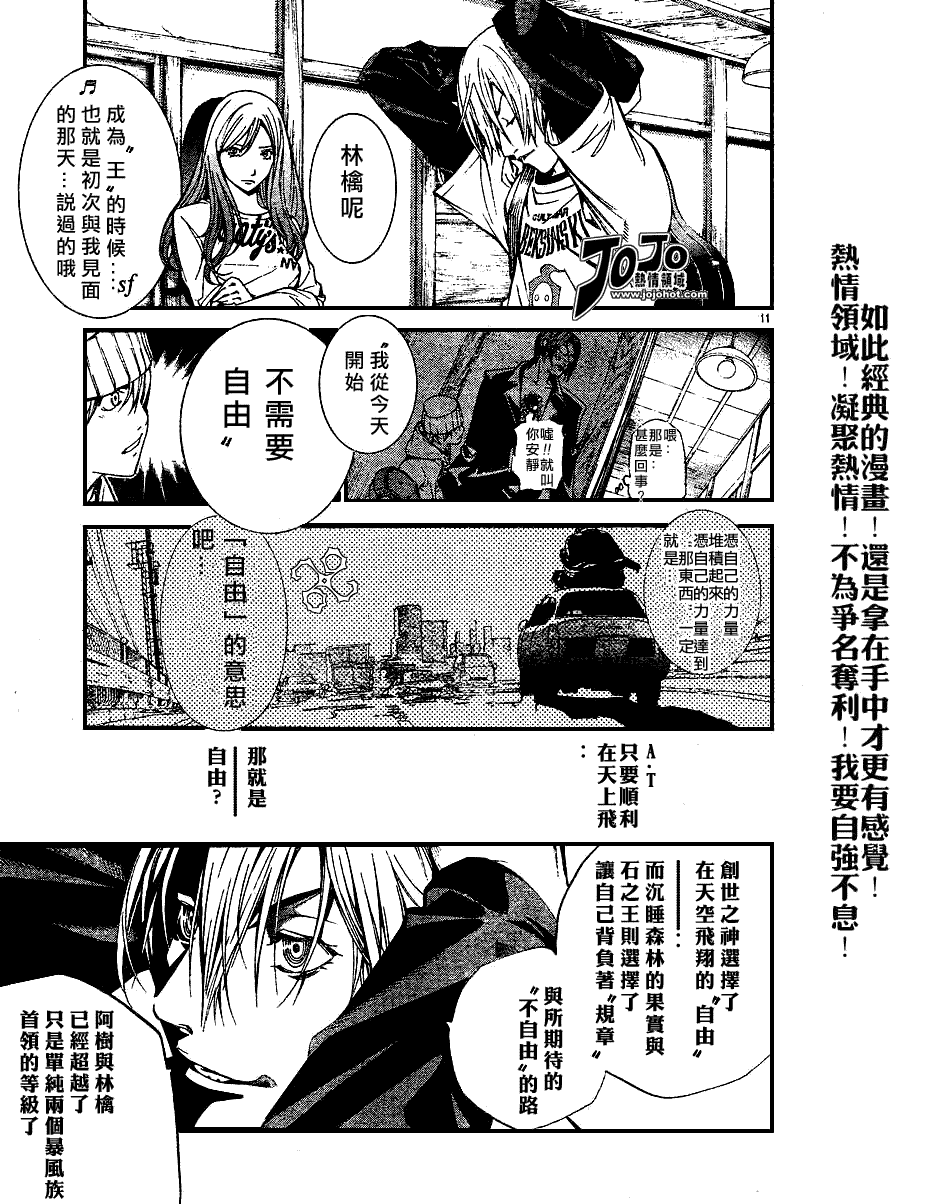 林檎呢
成為〝王〞的時候…sf
也就是初次與我見面
的那天…説過的哦
JOJO
熱情領域
www.jojohot.com
11
喂…
那是…
甚麼回事？
噓!!就叫
你安靜
〝我從今天
開始
不需要
自由〞
憑自己的力量
堆積起來
憑自己的力量達到
…那東西…一定
就是…
「自由」的意思
吧…
A．T
只要順利
在天上飛
：
那就是
——
自由？
創世之神選擇了
在天空飛翔的〝自由〞
——…
而沉睡森林的果實與
石之王則選擇了
讓自己背負著〝規章〞
與所期待的
〝不自由〞的路
阿樹與林檎
已經超越了
只是單純兩個暴風族
首領的等級了
如此經典的漫畫！還是拿在手中才更有感覺！
熱情領域！凝聚熱情！不為爭名奪利！我要自強不息！